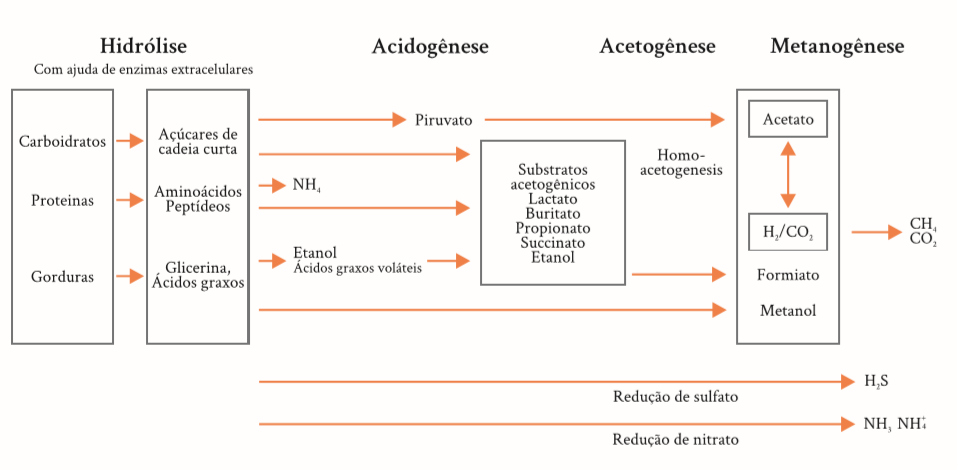 Hidrólise
Com ajuda de enzimas extracelulares
Acidogênese
Acetogênese
Metanogênese
Carboidratos
Proteinas
Gorduras
Açúcares de
cadeia curta
Aminoácidos
Peptídeos
Glicerina,
Ácidos graxos
Piruvato
NH₄
Etanol
Ácidos graxos voláteis
Substratos
acetogênicos
Lactato
Buritato
Propionato
Succinato
Etanol
Homo-
acetogenesis
Acetato
H₂/CO₂
Formiato
Metanol
CH₄
CO₂
Redução de sulfato
H₂S
Redução de nitrato
NH₃ NH₄⁺